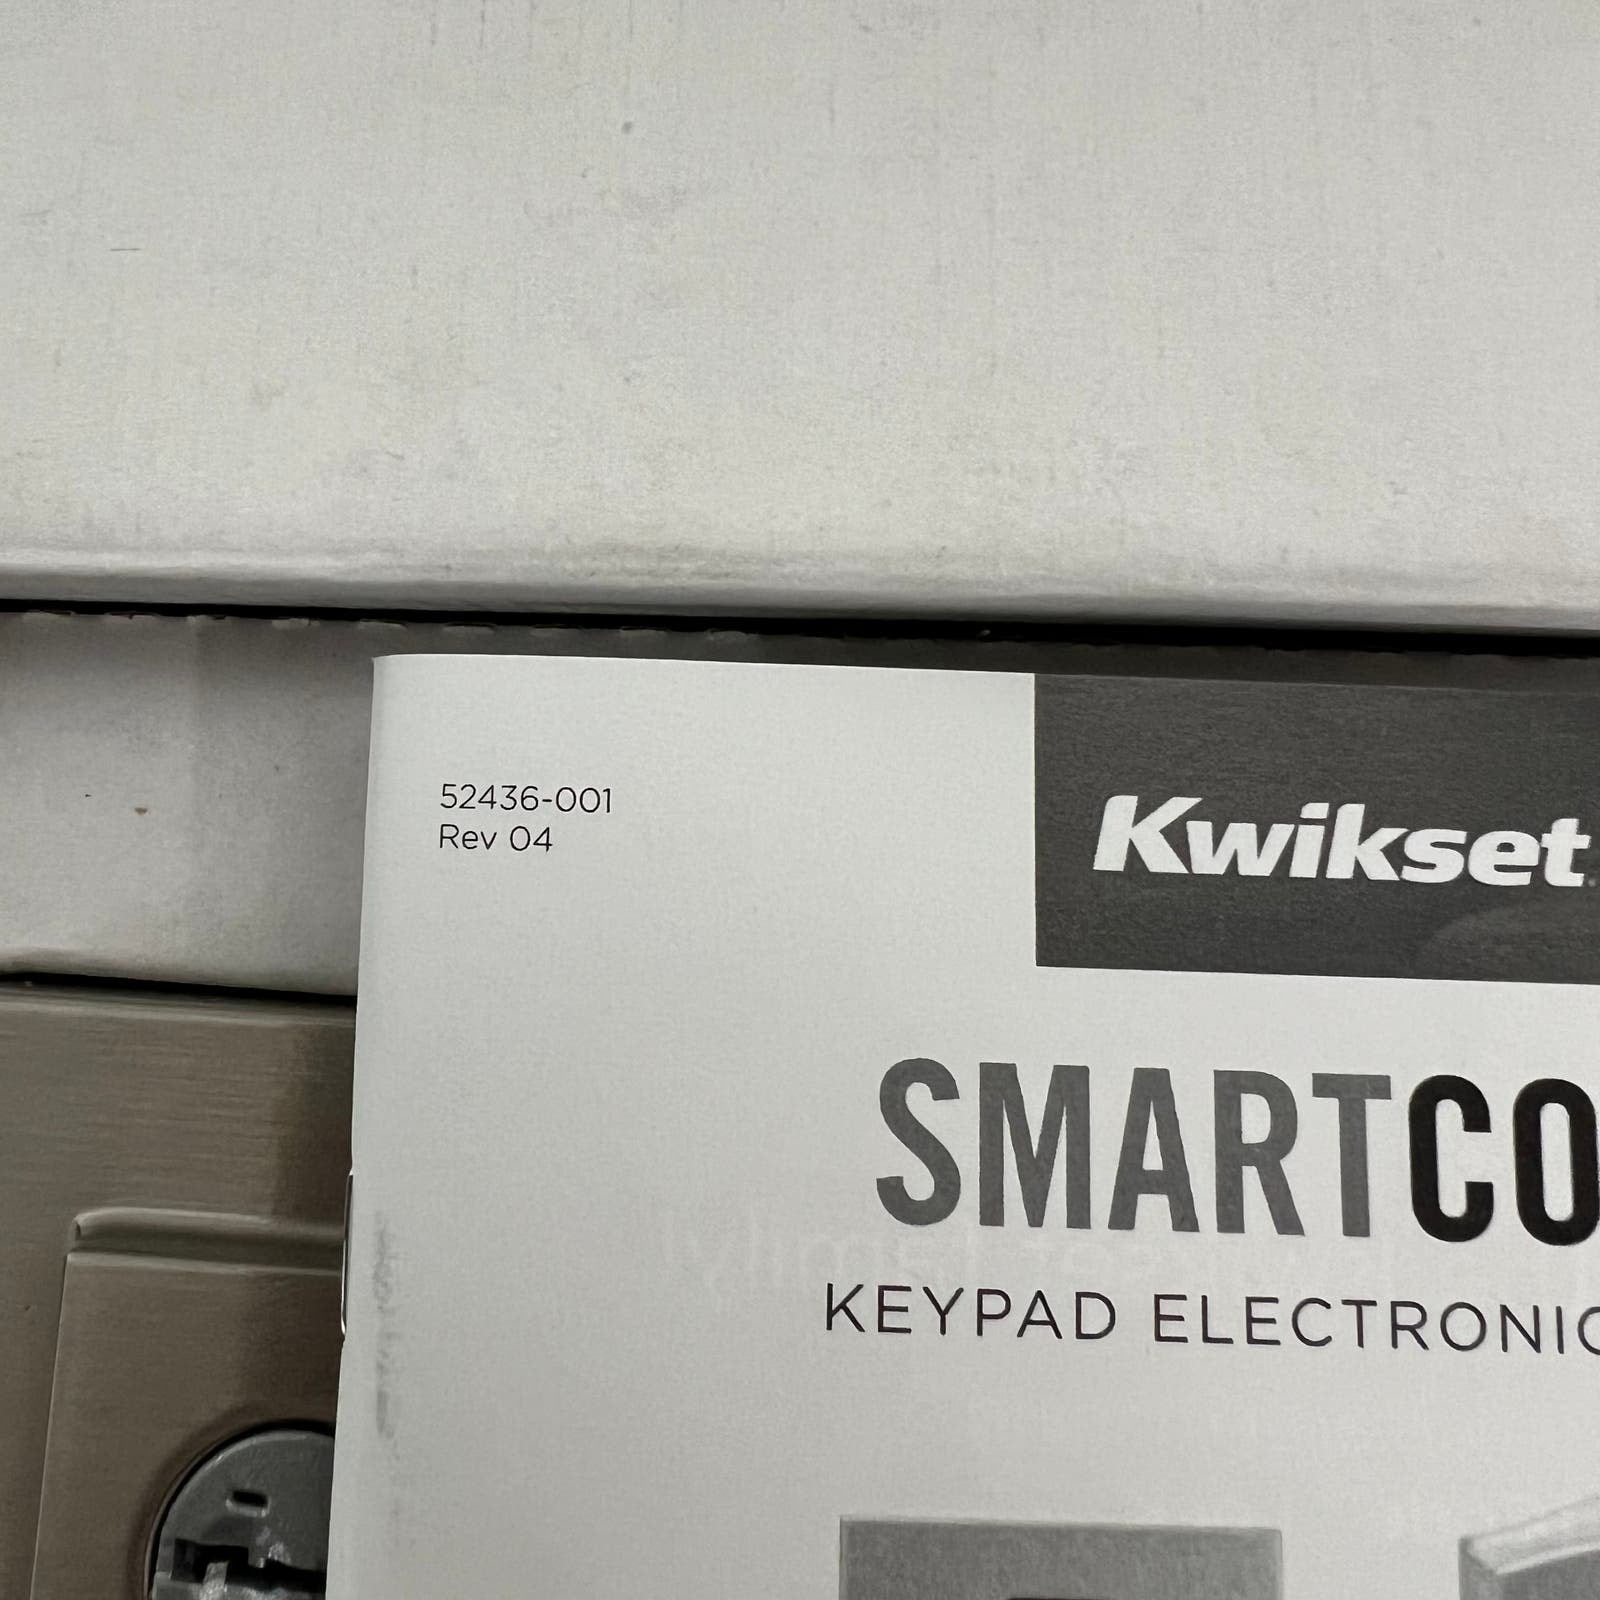 52436-001
Rev 04
Kwikset
SMARTCO
KEYPAD ELECTRONIC